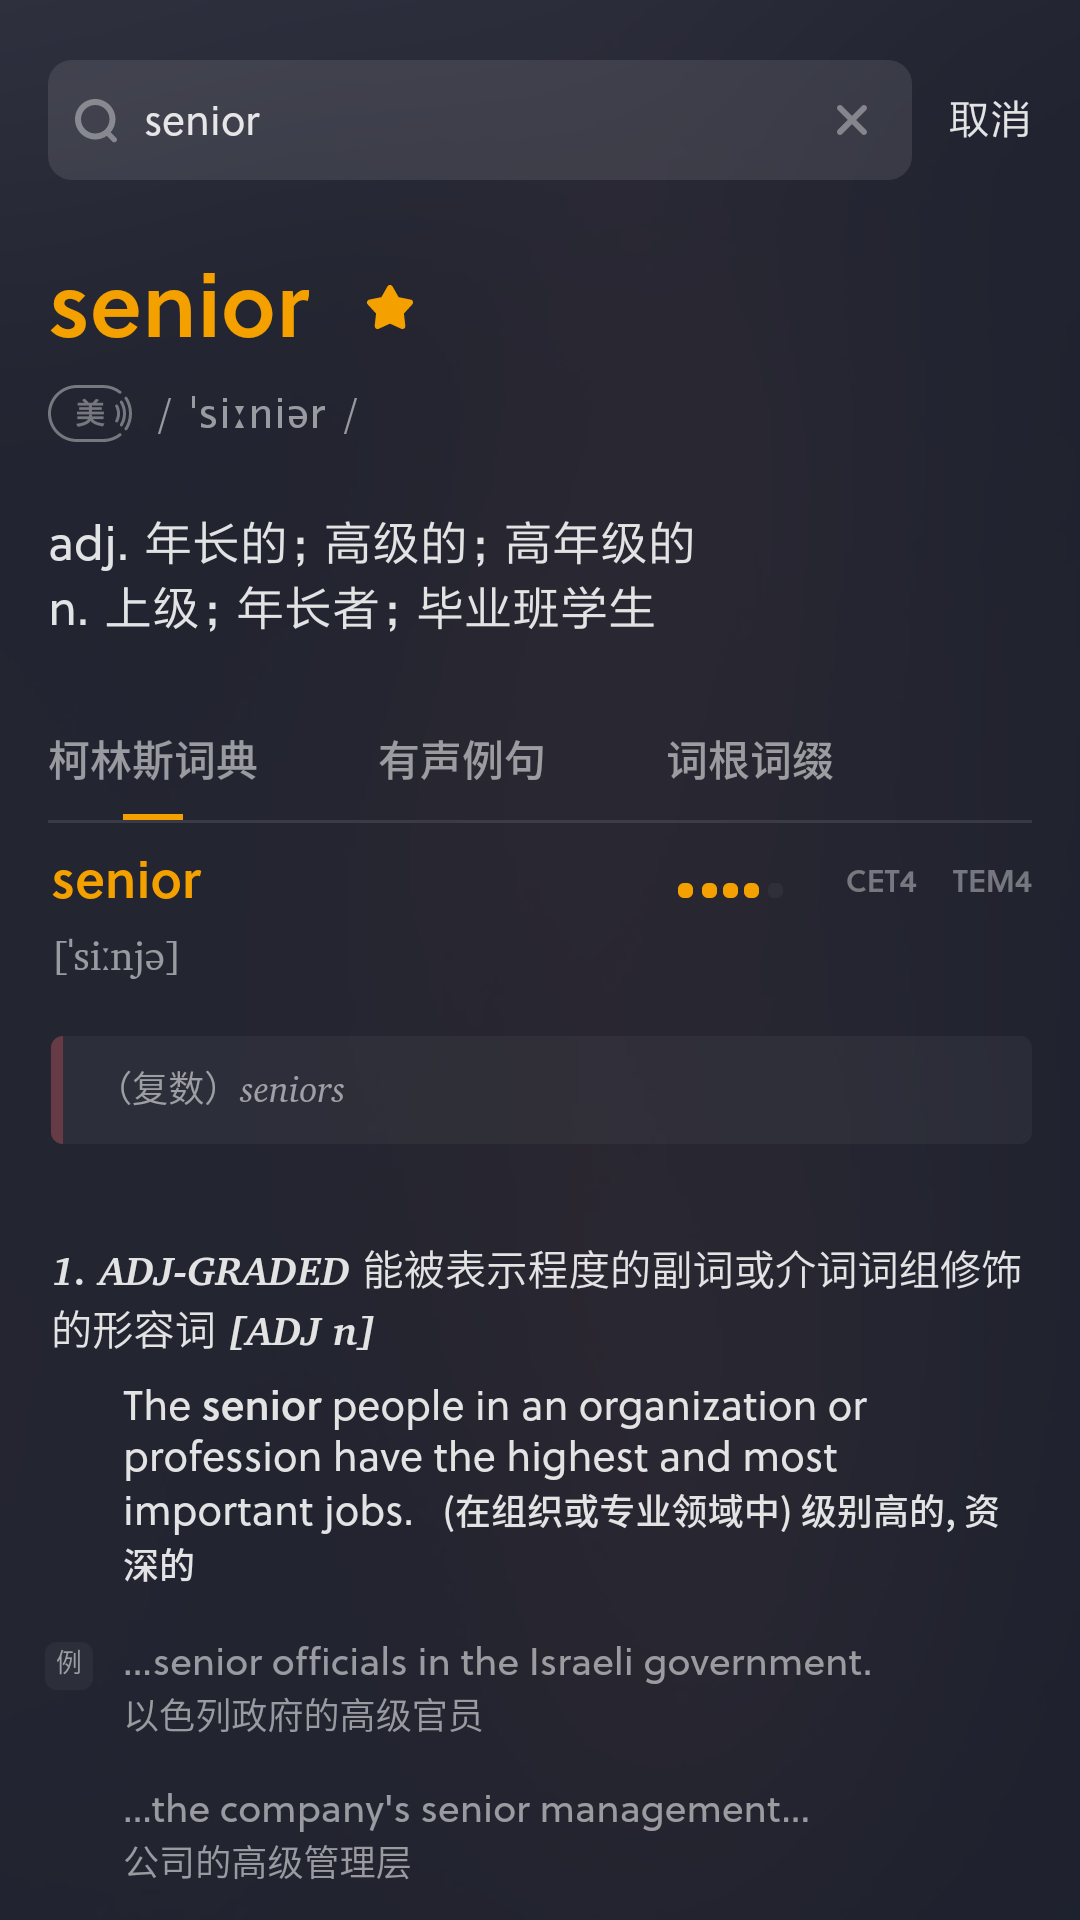 senior
取消
senior
美 / ˈsiːniər /
adj. 年长的; 高级的; 高年级的
n. 上级; 年长者; 毕业班学生
柯林斯词典 有声例句 词根词缀
senior CET4 TEM4
[ˈsiːnjə]
（复数）seniors
1. ADJ-GRADED 能被表示程度的副词或介词词组修饰
的形容词 [ADJ n]
The senior people in an organization or
profession have the highest and most
important jobs. (在组织或专业领域中) 级别高的, 资
深的
例 ...senior officials in the Israeli government.
以色列政府的高级官员
...the company's senior management...
公司的高级管理层